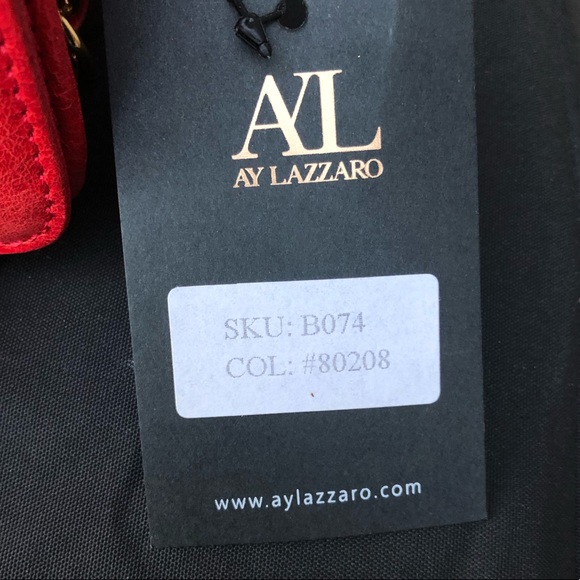 AYL
AY LAZZARO
SKU: B074
COL: #80208
www.aylazzaro.com